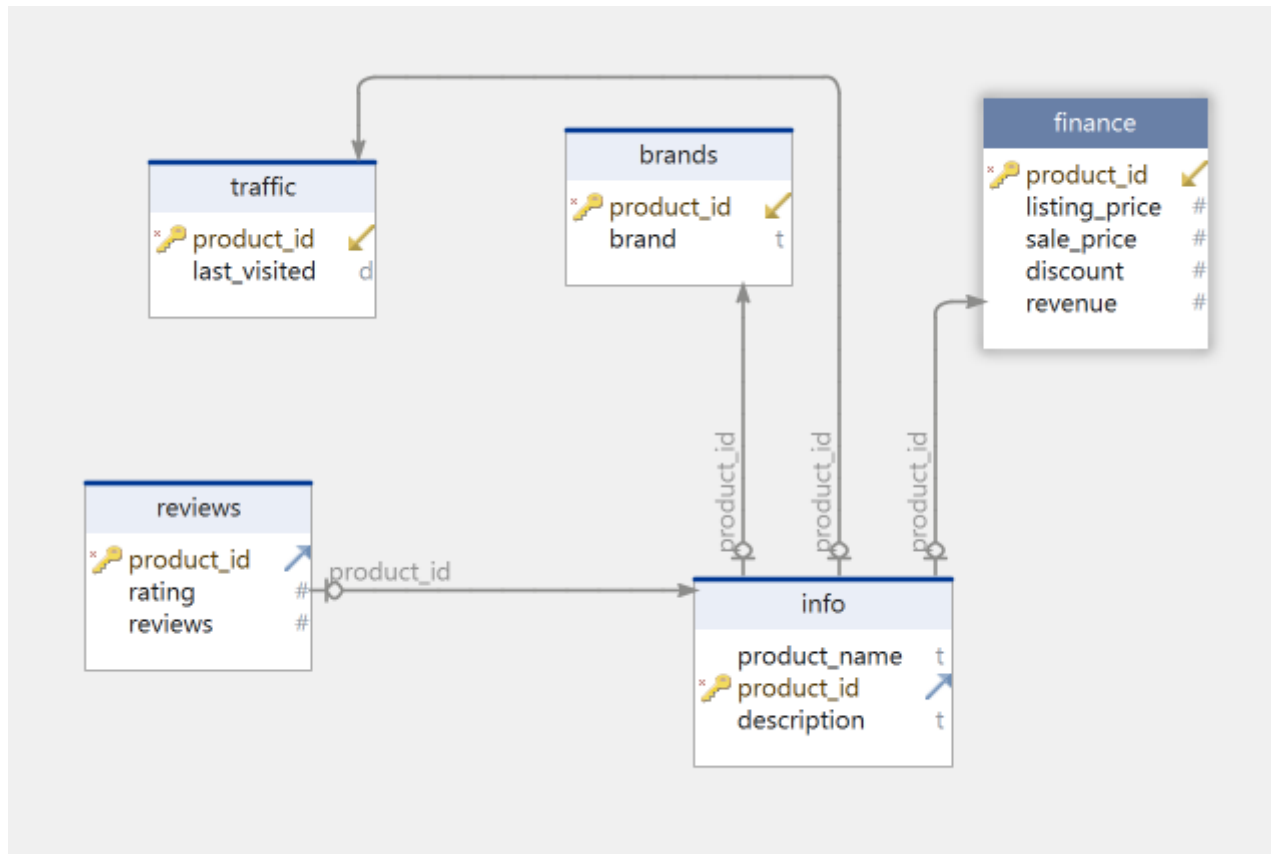 traffic
product_id
last_visited d
brands
product_id
brand t
finance
product_id
listing_price #
sale_price #
discount #
revenue #
product_id
product_id
product_id
reviews
product_id
rating #
reviews #
product_id
info
product_name t
product_id
description t